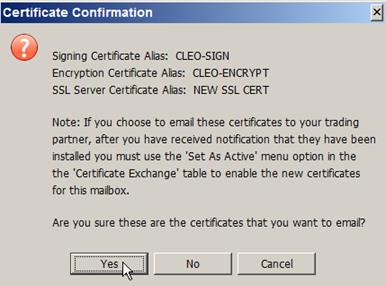 Certificate Confirmation
Signing Certificate Alias: CLEO-SIGN
Encryption Certificate Alias: CLEO-ENCRYPT
SSL Server Certificate Alias: NEW SSL CERT
Note: If you choose to email these certificates to your trading
partner, after you have received notification that they have been
installed you must use the 'Set As Active' menu option in the
the 'Certificate Exchange' table to enable the new certificates
for this mailbox.
Are you sure these are the certificates that you want to email?
Yes No Cancel